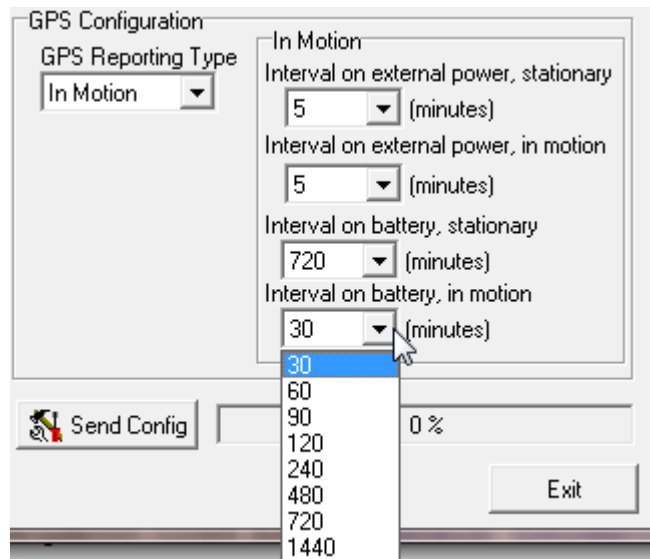 GPS Configuration
GPS Reporting Type
In Motion
In Motion
Interval on external power, stationary
5 (minutes)
Interval on external power, in motion
5 (minutes)
Interval on battery, stationary
720 (minutes)
Interval on battery, in motion
30 (minutes)
30
60
90
120
240
480
720
1440
Send Config
0 %
Exit